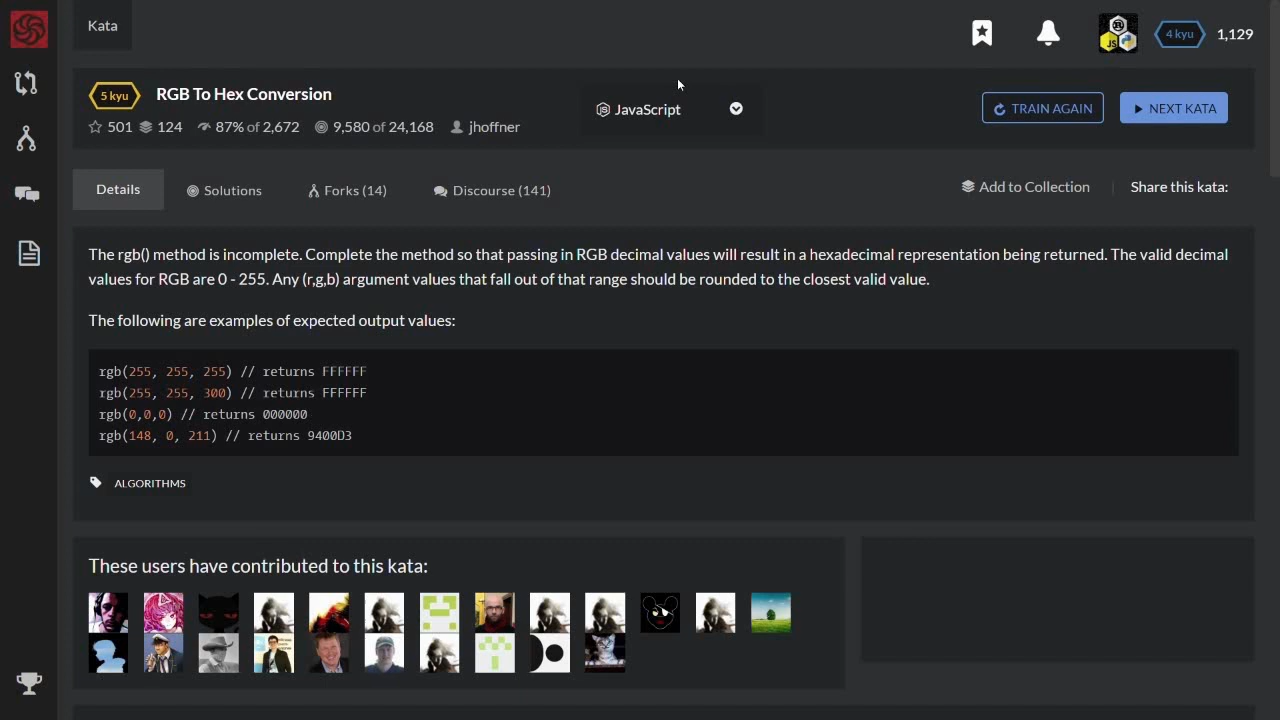 Kata
4 kyu
1,129
5 kyu
RGB To Hex Conversion
JavaScript
TRAIN AGAIN
NEXT KATA
501 124 87% of 2,672 9,580 of 24,168 jhoffner
Details
Solutions
Forks (14)
Discourse (141)
Add to Collection
Share this kata:
The rgb() method is incomplete. Complete the method so that passing in RGB decimal values will result in a hexadecimal representation being returned. The valid decimal
values for RGB are 0 - 255. Any (r,g,b) argument values that fall out of that range should be rounded to the closest valid value.
The following are examples of expected output values:
rgb(255, 255, 255) // returns FFFFFF
rgb(255, 255, 300) // returns FFFFFF
rgb(0,0,0) // returns 000000
rgb(148, 0, 211) // returns 9400D3
ALGORITHMS
These users have contributed to this kata: